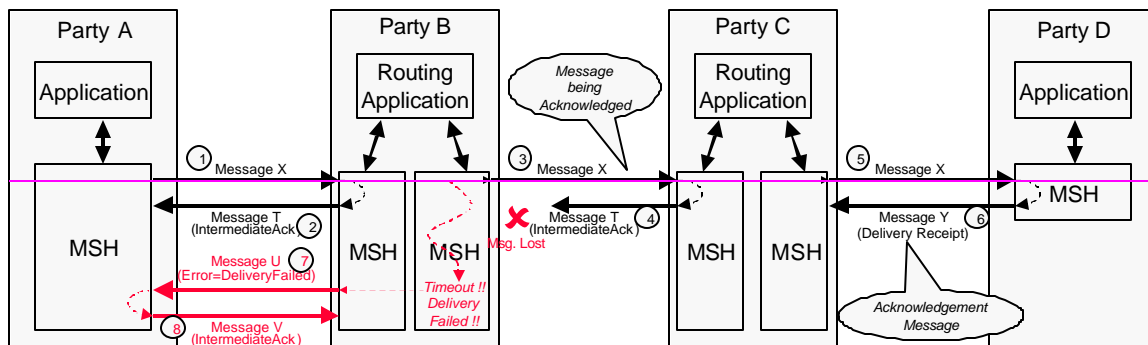 Party A
Party B
Party C
Party D
Application
Routing
Application
Message
being
Acknowledged
Routing
Application
Application
1
Message X
3
Message X
5
Message X
MSH
MSH
MSH
MSH
MSH
MSH
Message T
(IntermediateAck)
2
Msg. Lost
Message T
(IntermediateAck)
4
Message Y
(Delivery Receipt)
6
Message U
(Error=DeliveryFailed)
7
Timeout !!
Delivery
Failed !!
8
Message V
(IntermediateAck)
Acknowledgement
Message